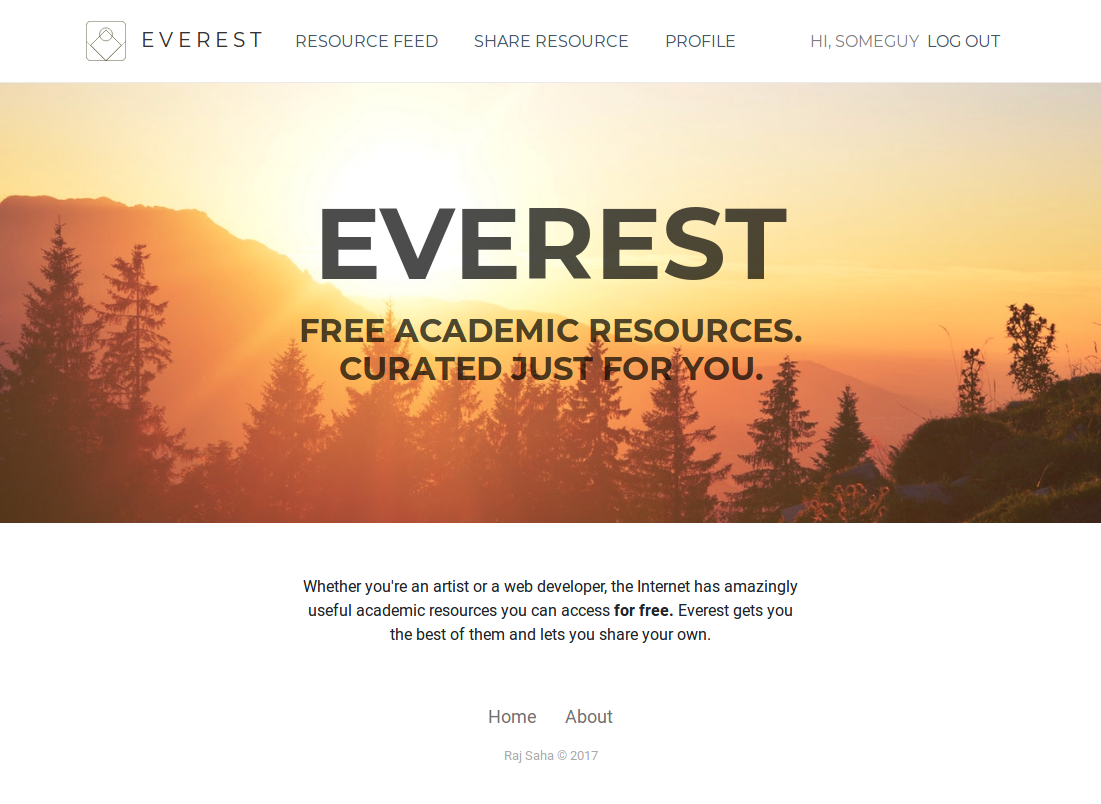 EVEREST RESOURCE FEED SHARE RESOURCE PROFILE HI, SOMEGUY LOG OUT
EVEREST
FREE ACADEMIC RESOURCES.
CURATED JUST FOR YOU.
Whether you're an artist or a web developer, the Internet has amazingly
useful academic resources you can access for free. Everest gets you
the best of them and lets you share your own.
Home About
Raj Saha © 2017